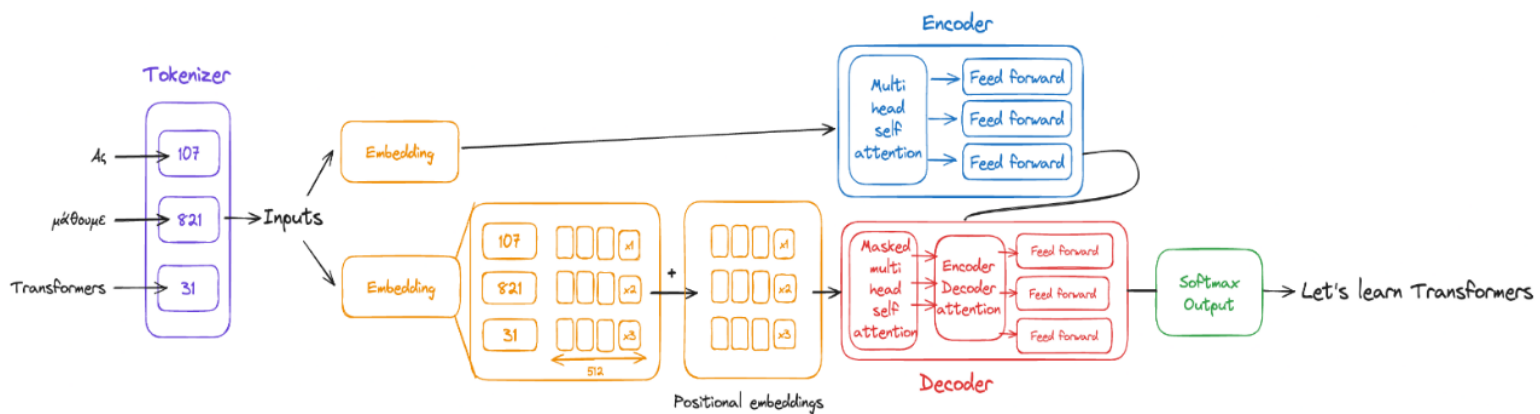 Tokenizer
Ας
107
μάθουμε
821
Transformers
31
Inputs
Embedding
Embedding
107
x1
821
x2
31
x3
512
+
x1
x2
x3
Positional embeddings
Encoder
Multi
head
self
attention
Feed forward
Feed forward
Feed forward
Masked
multi
head
self
attention
Encoder
Decoder
attention
Feed forward
Feed forward
Feed forward
Decoder
Softmax
Output
Let's learn Transformers